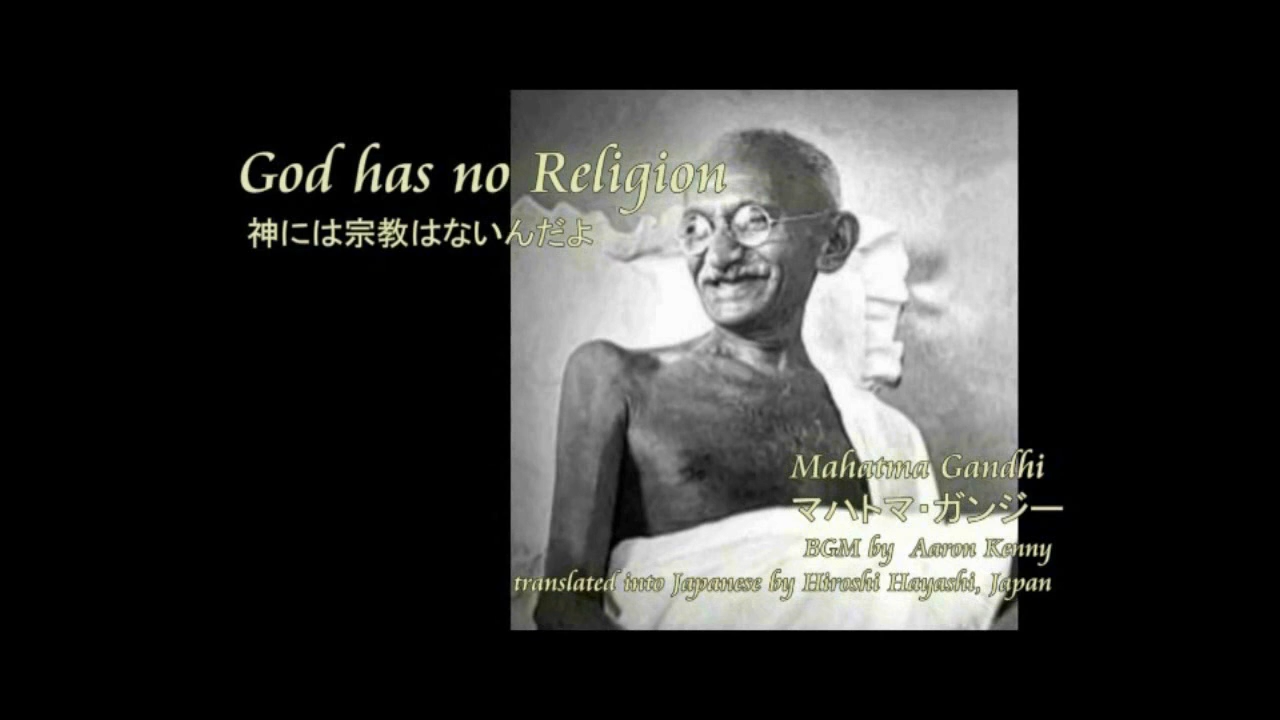 God has no Religion
神には宗教はないんだよ
Mahatma Gandhi
マハトマ・ガンジー
BGM by Aaron Kenny
translated into Japanese by Hiroshi Hayashi, Japan